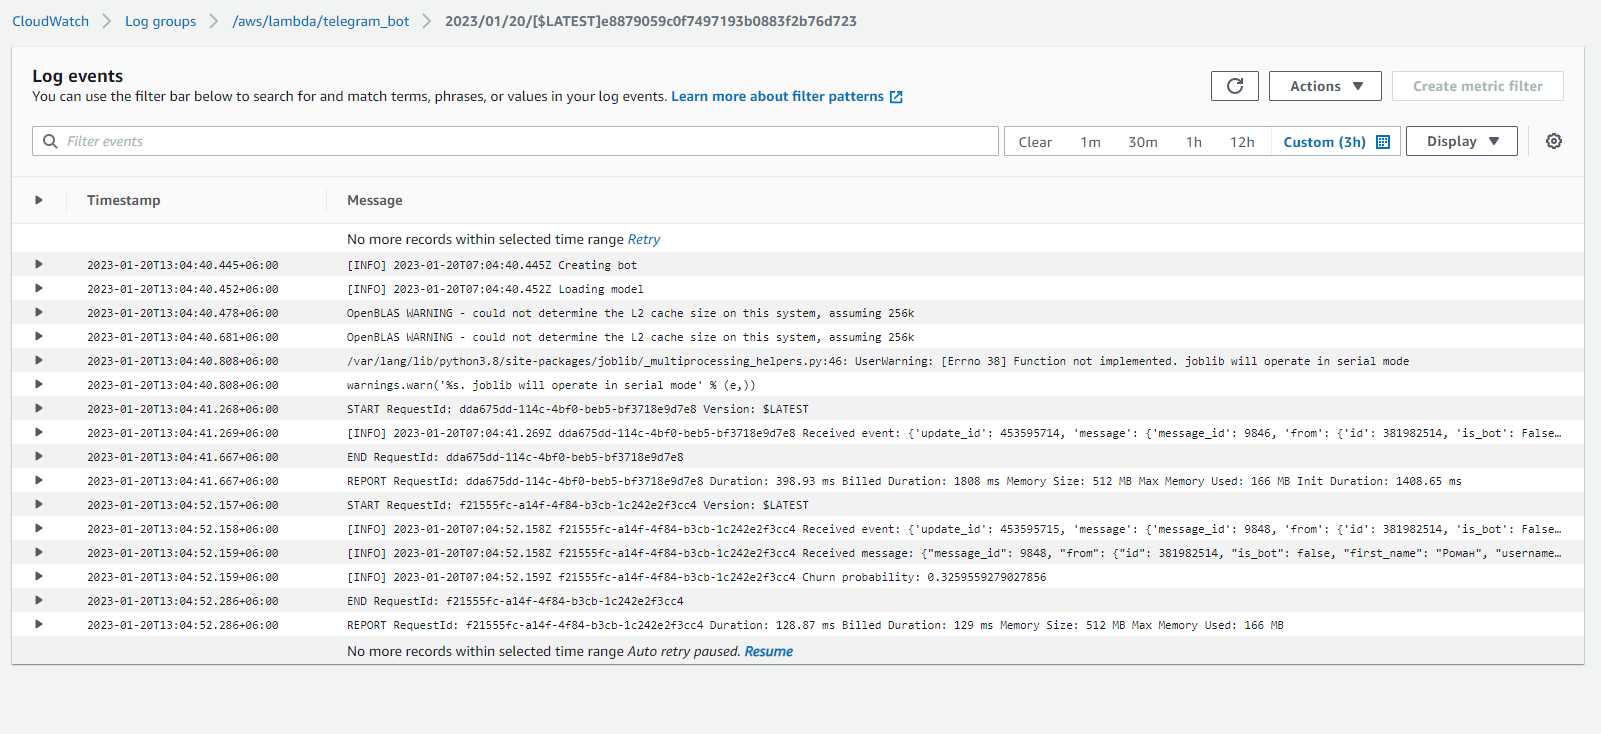 CloudWatch > Log groups > /aws/lambda/telegram_bot > 2023/01/20/[$LATEST]e8879059c0f7497193b0883f2b76d723
Log events
You can use the filter bar below to search for and match terms, phrases, or values in your log events. Learn more about filter patterns
Actions Create metric filter
Filter events Clear 1m 30m 1h 12h Custom (3h) Display
Timestamp Message
No more records within selected time range Retry
2023-01-20T13:04:40.445+06:00 [INFO] 2023-01-20T07:04:40.445Z Creating bot
2023-01-20T13:04:40.452+06:00 [INFO] 2023-01-20T07:04:40.452Z Loading model
2023-01-20T13:04:40.478+06:00 OpenBLAS WARNING - could not determine the L2 cache size on this system, assuming 256k
2023-01-20T13:04:40.681+06:00 OpenBLAS WARNING - could not determine the L2 cache size on this system, assuming 256k
2023-01-20T13:04:40.808+06:00 /var/lang/lib/python3.8/site-packages/joblib/_multiprocessing_helpers.py:46: UserWarning: [Errno 38] Function not implemented. joblib will operate in serial mode
2023-01-20T13:04:40.808+06:00 warnings.warn('%s. joblib will operate in serial mode' % (e,))
2023-01-20T13:04:41.268+06:00 START RequestId: dda675dd-114c-4bf0-beb5-bf3718e9d7e8 Version: $LATEST
2023-01-20T13:04:41.269+06:00 [INFO] 2023-01-20T07:04:41.269Z dda675dd-114c-4bf0-beb5-bf3718e9d7e8 Received event: {'update_id': 453595714, 'message': {'message_id': 9846, 'from': {'id': 381982514, 'is_bot': False…
2023-01-20T13:04:41.667+06:00 END RequestId: dda675dd-114c-4bf0-beb5-bf3718e9d7e8
2023-01-20T13:04:41.667+06:00 REPORT RequestId: dda675dd-114c-4bf0-beb5-bf3718e9d7e8 Duration: 398.93 ms Billed Duration: 1808 ms Memory Size: 512 MB Max Memory Used: 166 MB Init Duration: 1408.65 ms
2023-01-20T13:04:52.157+06:00 START RequestId: f21555fc-a14f-4f84-b3cb-1c242e2f3cc4 Version: $LATEST
2023-01-20T13:04:52.158+06:00 [INFO] 2023-01-20T07:04:52.158Z f21555fc-a14f-4f84-b3cb-1c242e2f3cc4 Received event: {'update_id': 453595715, 'message': {'message_id': 9848, 'from': {'id': 381982514, 'is_bot': False…
2023-01-20T13:04:52.159+06:00 [INFO] 2023-01-20T07:04:52.158Z f21555fc-a14f-4f84-b3cb-1c242e2f3cc4 Received message: {"message_id": 9848, "from": {"id": 381982514, "is_bot": false, "first_name": "Роман", "username…
2023-01-20T13:04:52.159+06:00 [INFO] 2023-01-20T07:04:52.159Z f21555fc-a14f-4f84-b3cb-1c242e2f3cc4 Churn probability: 0.3259559279027856
2023-01-20T13:04:52.286+06:00 END RequestId: f21555fc-a14f-4f84-b3cb-1c242e2f3cc4
2023-01-20T13:04:52.286+06:00 REPORT RequestId: f21555fc-a14f-4f84-b3cb-1c242e2f3cc4 Duration: 128.87 ms Billed Duration: 129 ms Memory Size: 512 MB Max Memory Used: 166 MB
No more records within selected time range Auto retry paused. Resume